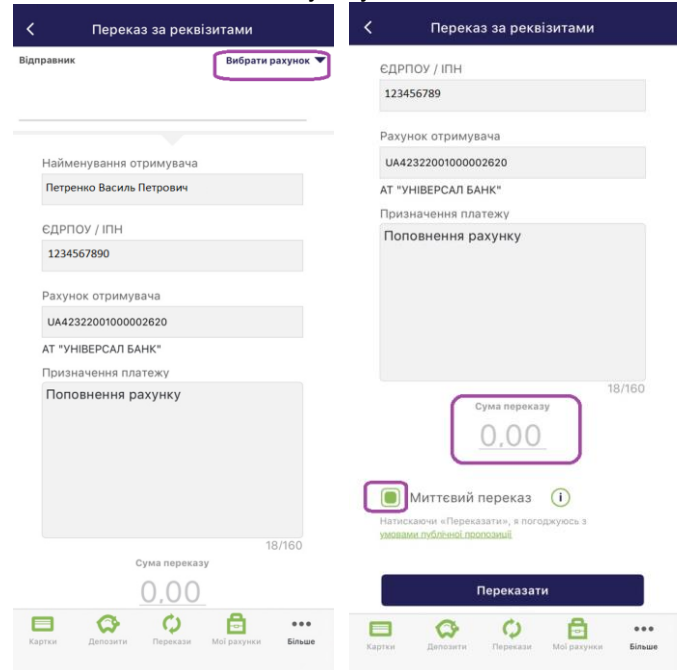 Переказ за реквізитами
Відправник
Вибрати рахунок
Найменування отримувача
Петренко Василь Петрович
ЄДРПОУ / ІПН
1234567890
Рахунок отримувача
UA42322001000002620
АТ "УНІВЕРСАЛ БАНК"
Призначення платежу
Поповнення рахунку
18/160
Сума переказу
0,00
Картки
Депозити
Перекази
Мої рахунки
Більше
Переказ за реквізитами
ЄДРПОУ / ІПН
123456789
Рахунок отримувача
UA42322001000002620
АТ "УНІВЕРСАЛ БАНК"
Призначення платежу
Поповнення рахунку
18/160
Сума переказу
0,00
Миттєвий переказ i
Натискаючи «Переказати», я погоджуюсь з
умовами публічної пропозиції
Переказати
Картки
Депозити
Перекази
Мої рахунки
Більше